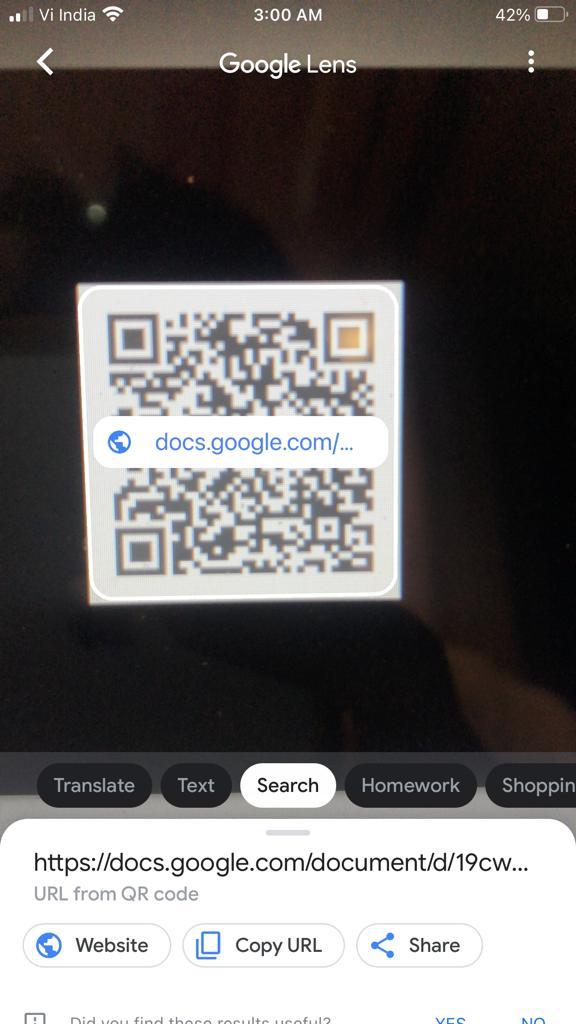 Vi India 3:00 AM 42%
Google Lens
docs.google.com/...
Translate Text Search Homework Shoppin
https://docs.google.com/document/d/19cw...
URL from QR code
Website Copy URL Share
Did you find these results useful? YES NO